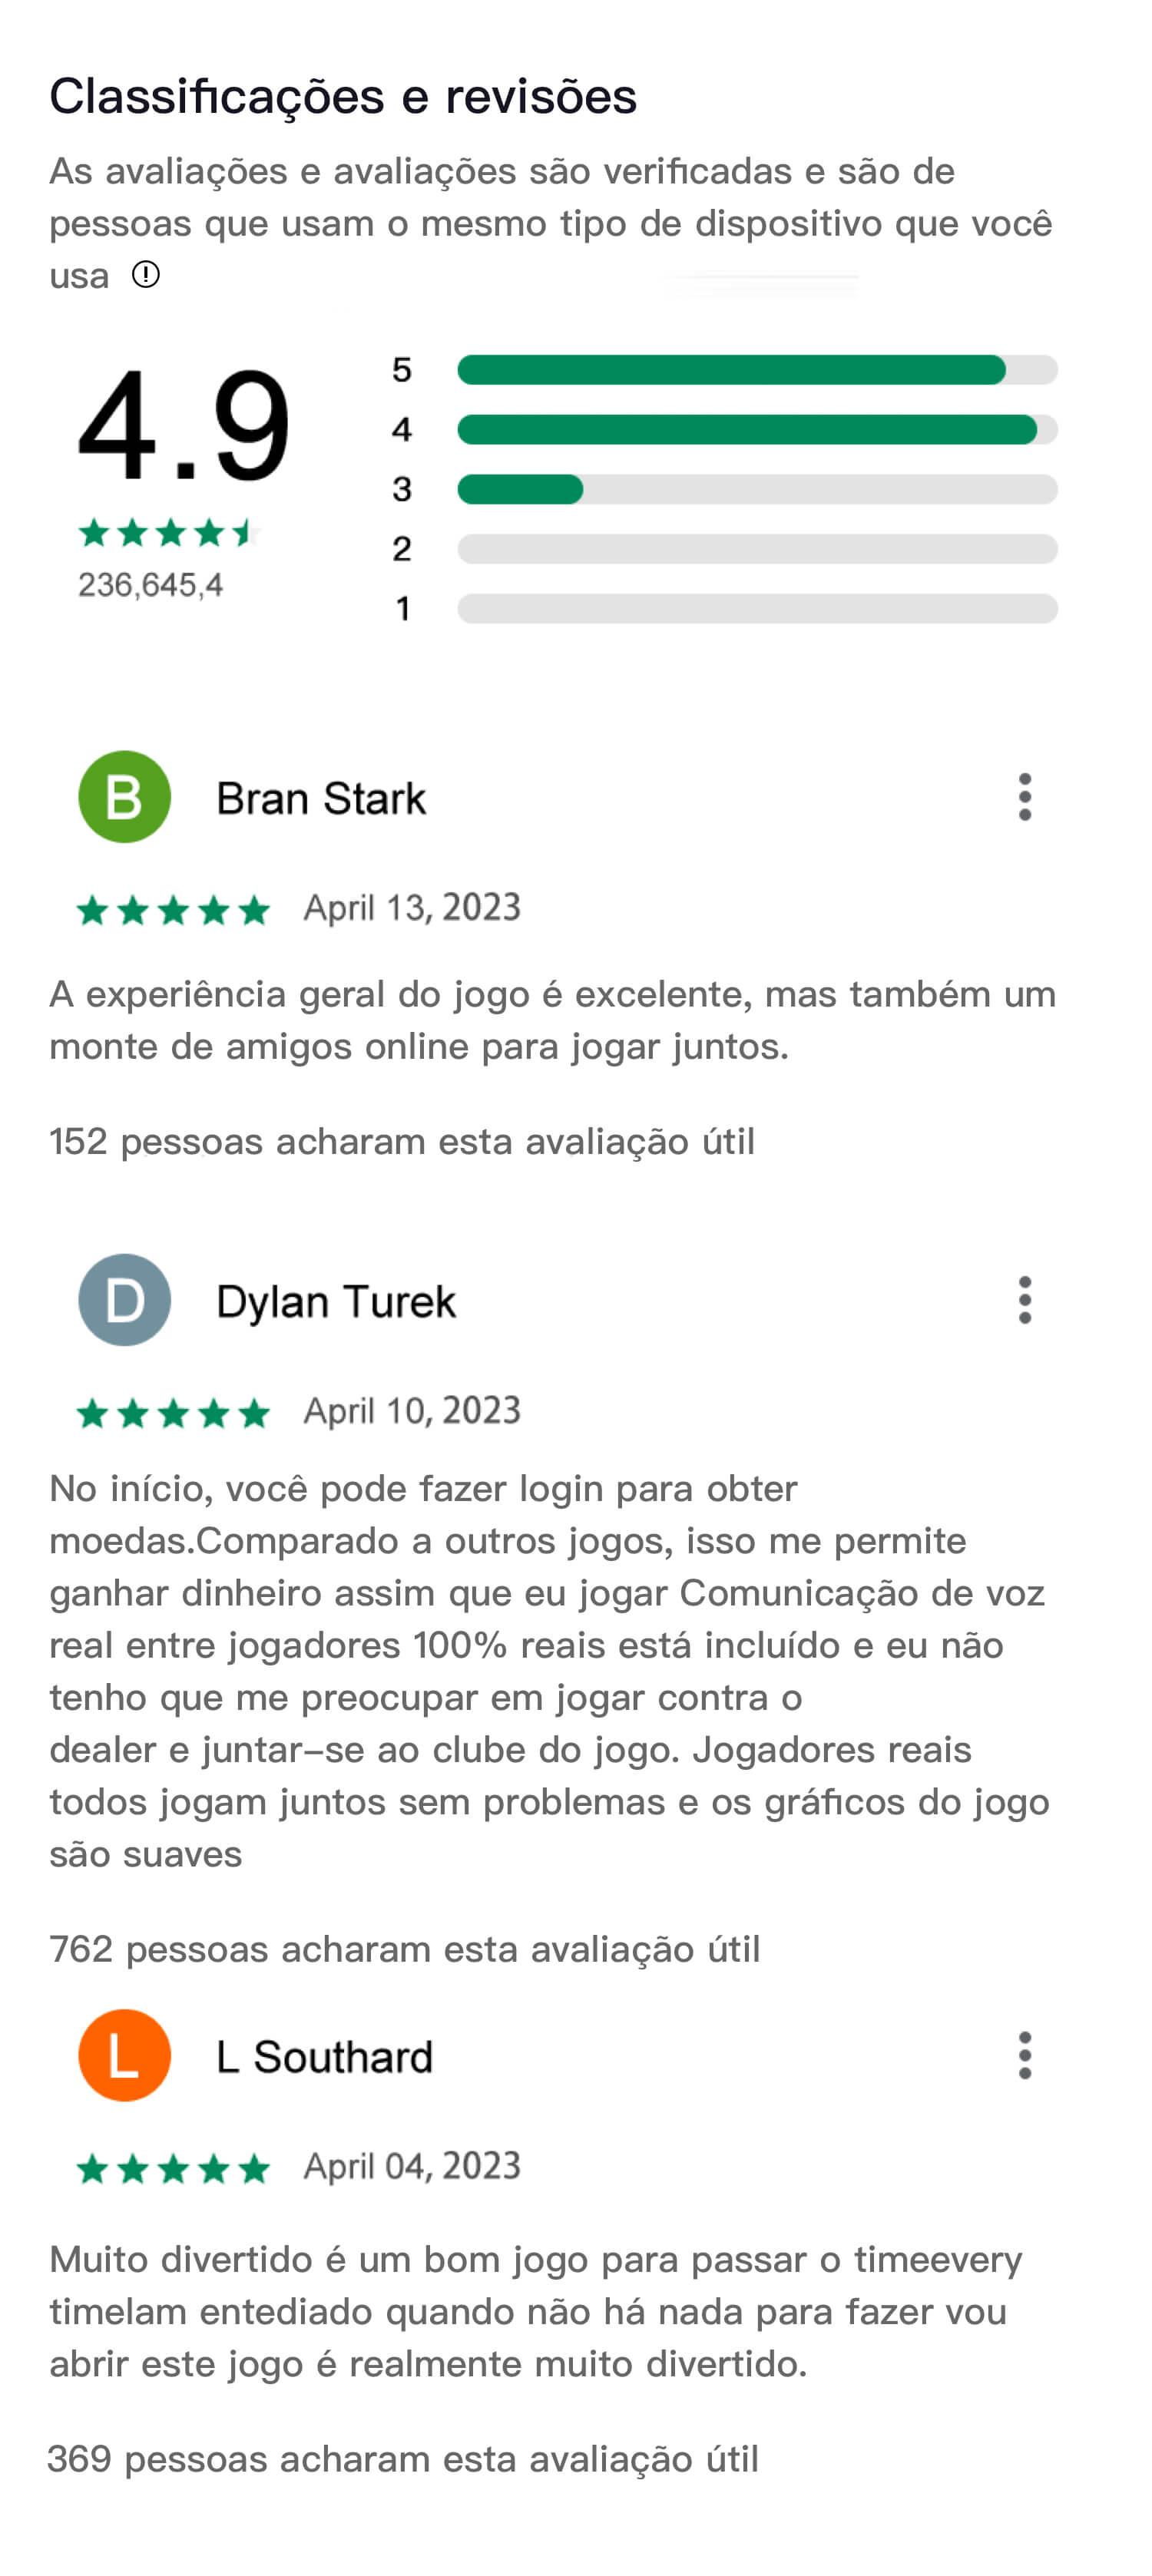 Classificações e revisões
As avaliações e avaliações são verificadas e são de
pessoas que usam o mesmo tipo de dispositivo que você
usa
4.9
236,645,4
5
4
3
2
1
B
Bran Stark
April 13, 2023
A experiência geral do jogo é excelente, mas também um
monte de amigos online para jogar juntos.
152 pessoas acharam esta avaliação útil
D
Dylan Turek
April 10, 2023
No início, você pode fazer login para obter
moedas.Comparado a outros jogos, isso me permite
ganhar dinheiro assim que eu jogar Comunicação de voz
real entre jogadores 100% reais está incluído e eu não
tenho que me preocupar em jogar contra o
dealer e juntar–se ao clube do jogo. Jogadores reais
todos jogam juntos sem problemas e os gráficos do jogo
são suaves
762 pessoas acharam esta avaliação útil
L
L Southard
April 04, 2023
Muito divertido é um bom jogo para passar o timeevery
timelam entediado quando não há nada para fazer vou
abrir este jogo é realmente muito divertido.
369 pessoas acharam esta avaliação útil